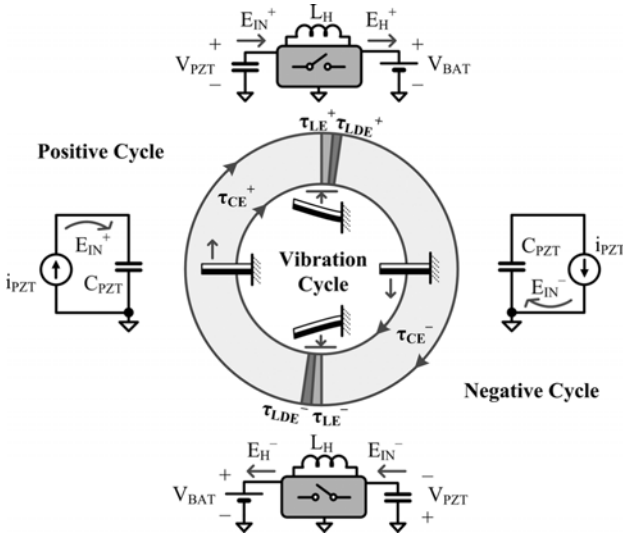 E_IN^+ L_H E_H^+
+ +
V_PZT V_BAT
− −
τ_LE^+ τ_LDE^+
Positive Cycle
τ_CE^+
E_IN^+
i_PZT C_PZT
Vibration
Cycle
C_PZT i_PZT
E_IN^−
τ_CE^−
Negative Cycle
τ_LDE^− τ_LE^−
E_H^− L_H E_IN^−
+ −
V_BAT V_PZT
− +